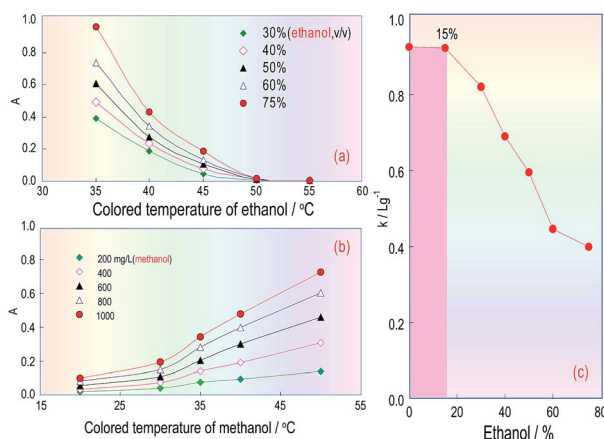 1.0
0.8
0.6
0.4
0.2
0.0
A
30%(ethanol,v/v)
40%
50%
60%
75%
(a)
30 35 40 45 50 55 60
Colored temperature of ethanol / °C
1.0
0.8
0.6
0.4
0.2
0.0
A
(b)
200 mg/L(methanol)
400
600
800
1000
15 25 35 45 55
Colored temperature of methanol / °C
1.0
0.8
0.6
0.4
0.2
0.0
k / Lg⁻¹
15%
(c)
0 20 40 60 80
Ethanol / %